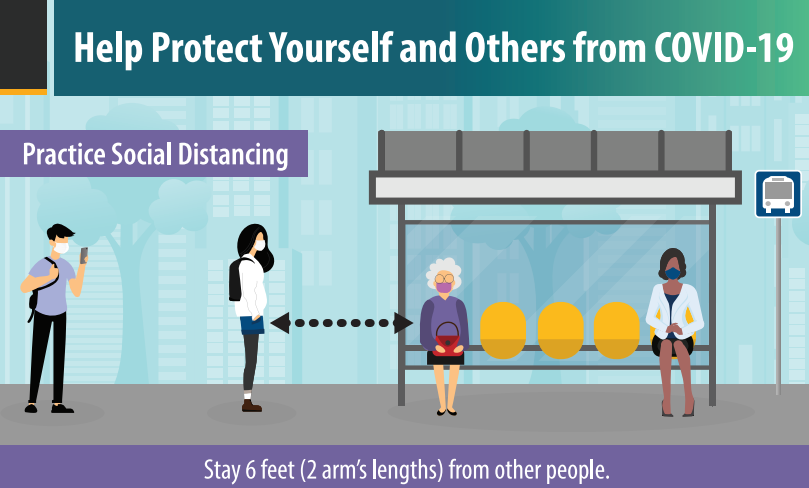 Help Protect Yourself and Others from COVID-19
Practice Social Distancing
Stay 6 feet (2 arm's lengths) from other people.